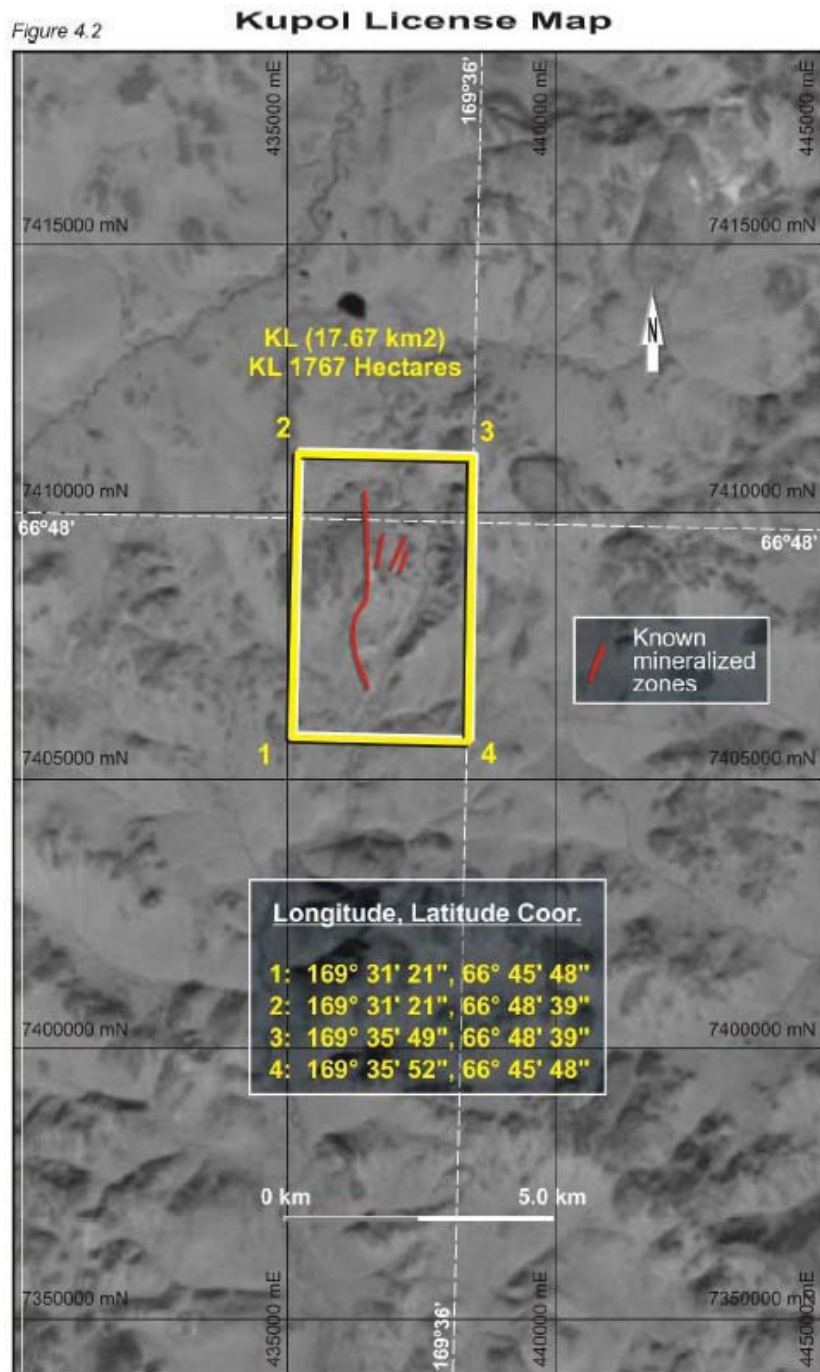 Figure 4.2
Kupol License Map
435000 mE
169°36'
440000 mE
445000 mE
7415000 mN
7415000 mN
N
KL (17.67 km2)
KL 1767 Hectares
2
3
7410000 mN
7410000 mN
66°48'
66°48'
Known
mineralized
zones
1
4
7405000 mN
7405000 mN
Longitude, Latitude Coor.
1: 169° 31' 21", 66° 45' 48"
2: 169° 31' 21", 66° 48' 39"
3: 169° 35' 49", 66° 48' 39"
4: 169° 35' 52", 66° 45' 48"
7400000 mN
7400000 mN
0 km
5.0 km
7350000 mN
7350000 mN
435000 mE
169°36'
440000 mE
445000 mE